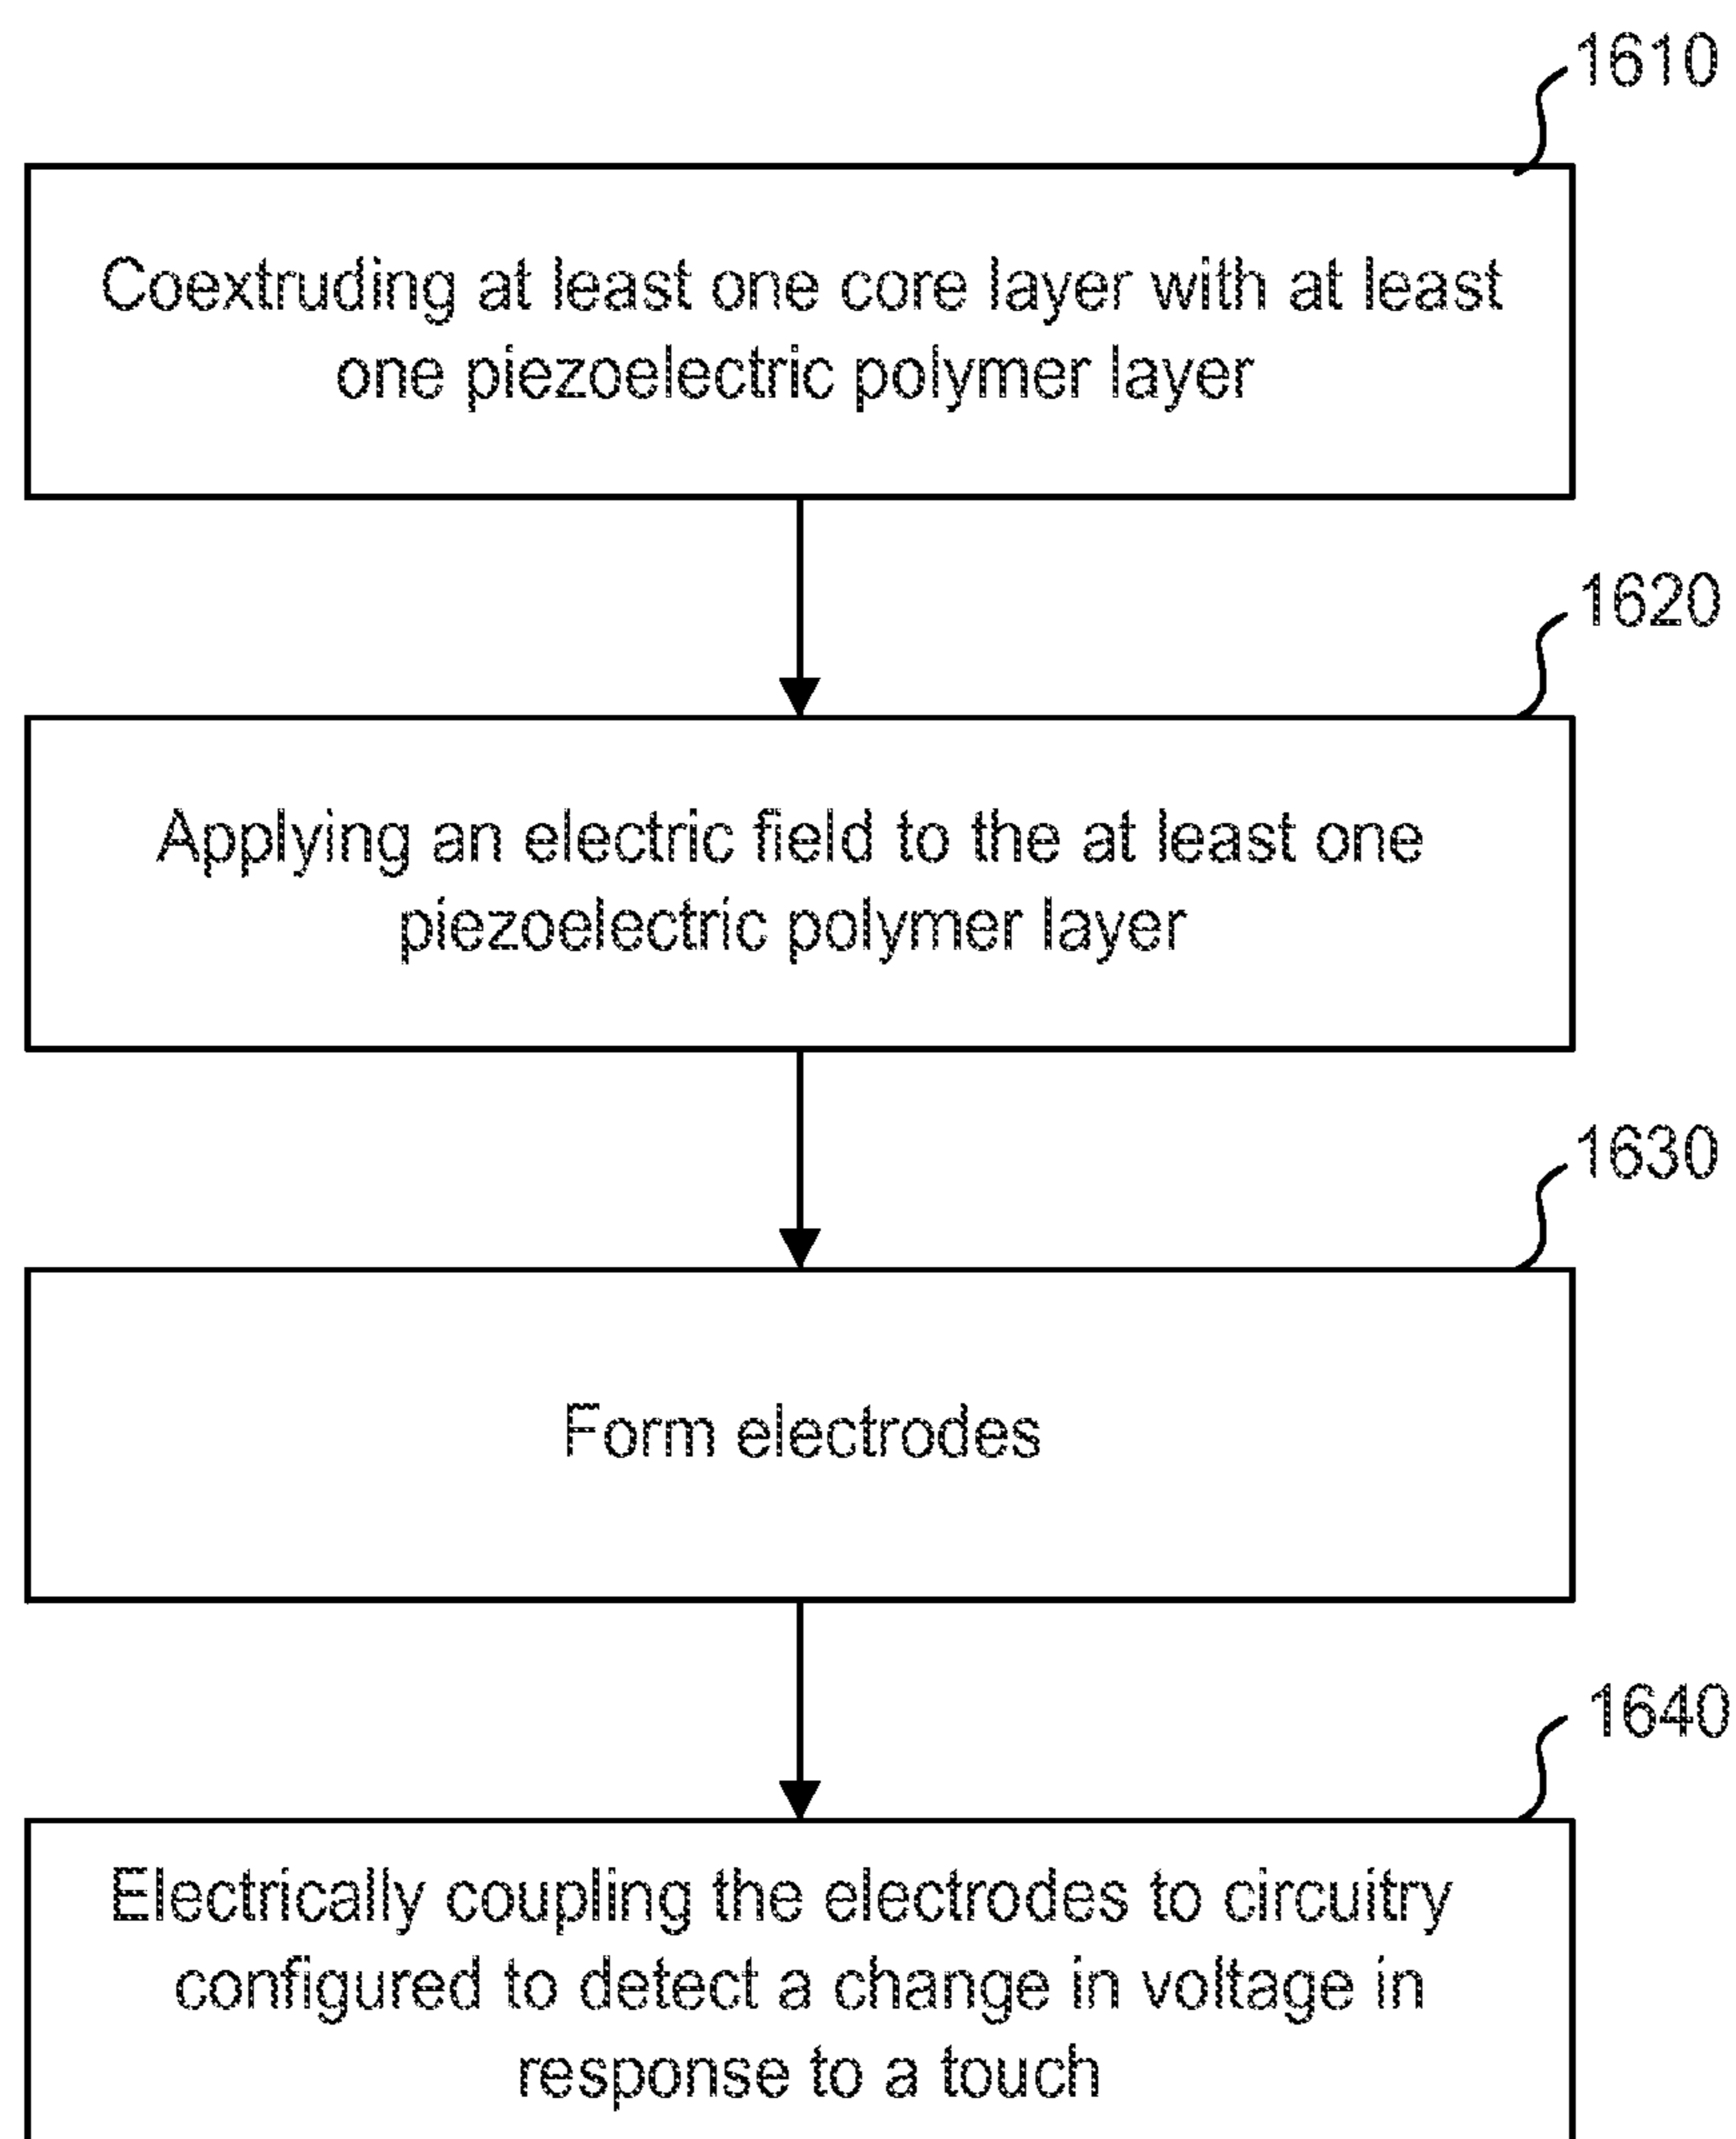 1610
Coextruding at least one core layer with at least
one piezoelectric polymer layer
1620
Applying an electric field to the at least one
piezoelectric polymer layer
1630
Form electrodes
1640
Electrically coupling the electrodes to circuitry
configured to detect a change in voltage in
response to a touch